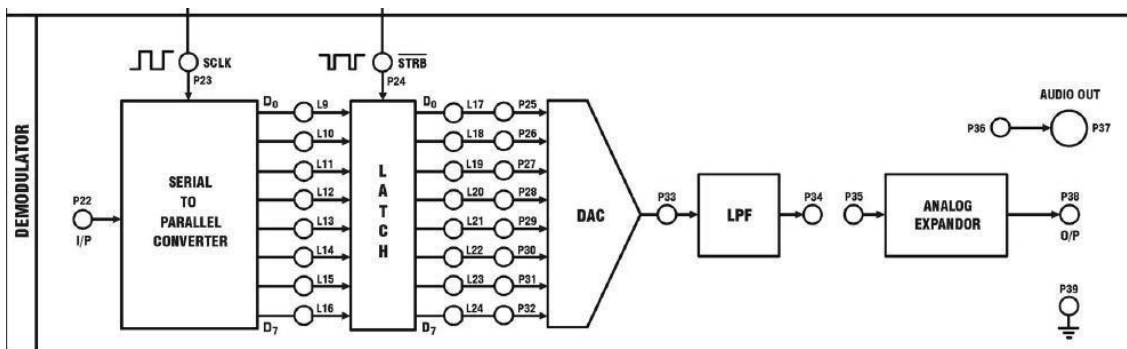 DEMODULATOR
SCLK
P23
STRB
P24
P22
I/P
SERIAL
TO
PARALLEL
CONVERTER
D0
L9
L10
L11
L12
L13
L14
L15
L16
D7
LATCH
D0
L17 P25
L18 P26
L19 P27
L20 P28
L21 P29
L22 P30
L23 P31
L24 P32
D7
DAC
P33
LPF
P34
P35
ANALOG
EXPANDOR
AUDIO OUT
P36 P37
P38
O/P
P39